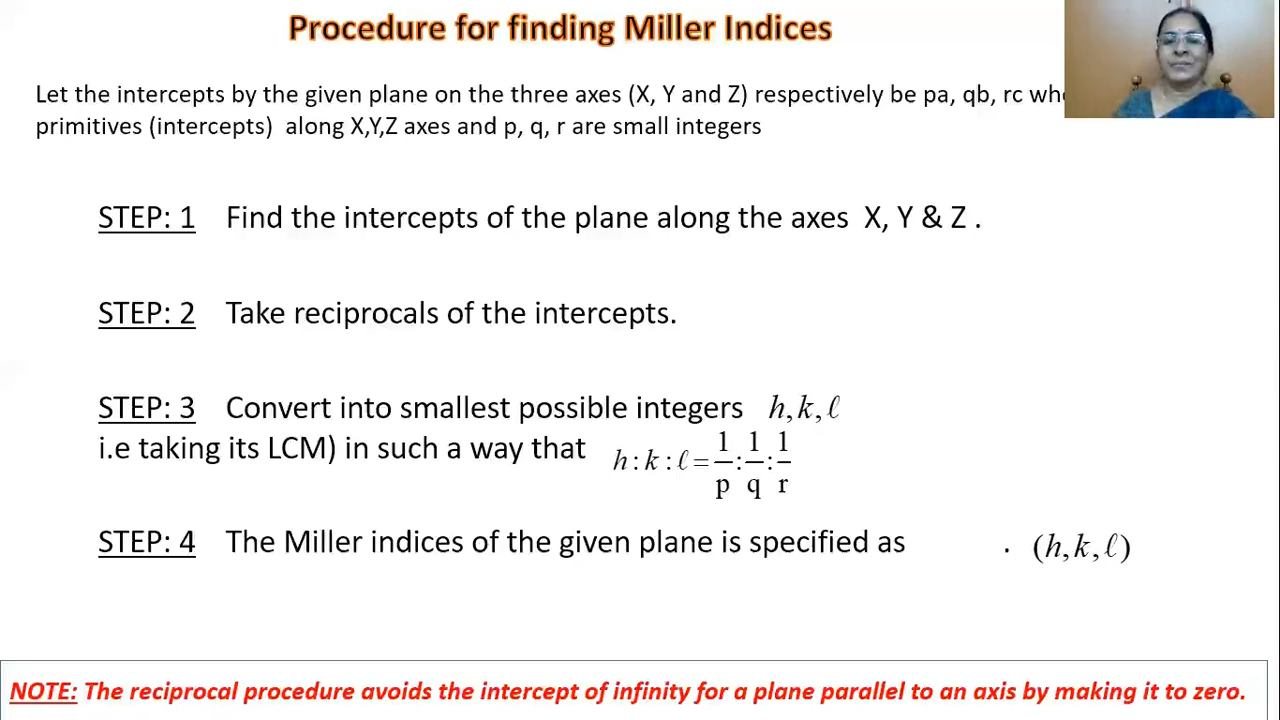 Procedure for finding Miller Indices
Let the intercepts by the given plane on the three axes (X, Y and Z) respectively be pa, qb, rc
primitives (intercepts) along X,Y,Z axes and p, q, r are small integers
STEP: 1 Find the intercepts of the plane along the axes X, Y & Z .
STEP: 2 Take reciprocals of the intercepts.
STEP: 3 Convert into smallest possible integers h,k,ℓ
i.e taking its LCM) in such a way that h : k : ℓ = 1/p : 1/q : 1/r
STEP: 4 The Miller indices of the given plane is specified as . (h,k,ℓ)
NOTE: The reciprocal procedure avoids the intercept of infinity for a plane parallel to an axis by making it to zero.